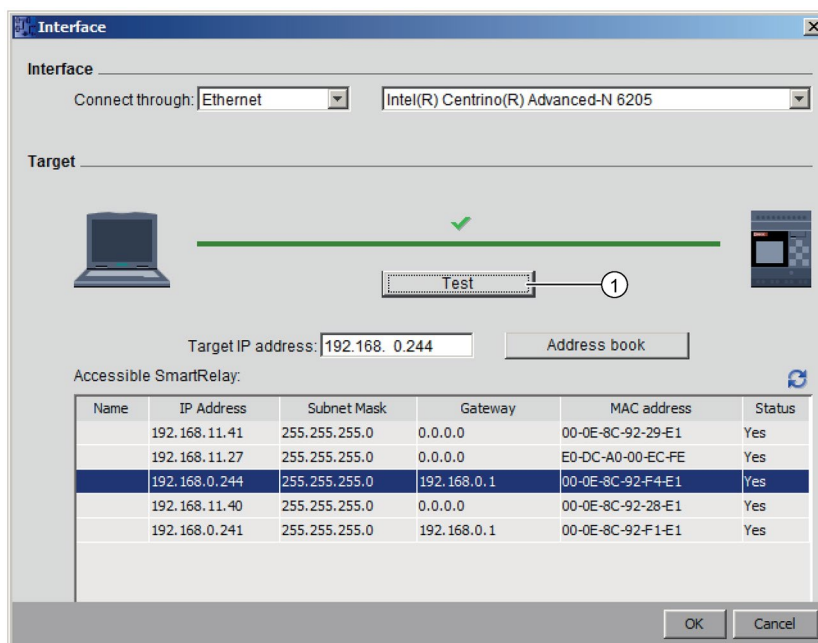 Interface
Interface
Connect through: Ethernet Intel(R) Centrino(R) Advanced-N 6205
Target
Test 1
Target IP address: 192.168. 0.244 Address book
Accessible SmartRelay:
Name IP Address Subnet Mask Gateway MAC address Status
192.168.11.41 255.255.255.0 0.0.0.0 00-0E-8C-92-29-E1 Yes
192.168.11.27 255.255.255.0 0.0.0.0 E0-DC-A0-00-EC-FE Yes
192.168.0.244 255.255.255.0 192.168.0.1 00-0E-8C-92-F4-E1 Yes
192.168.11.40 255.255.255.0 0.0.0.0 00-0E-8C-92-28-E1 Yes
192.168.0.241 255.255.255.0 192.168.0.1 00-0E-8C-92-F1-E1 Yes
OK Cancel